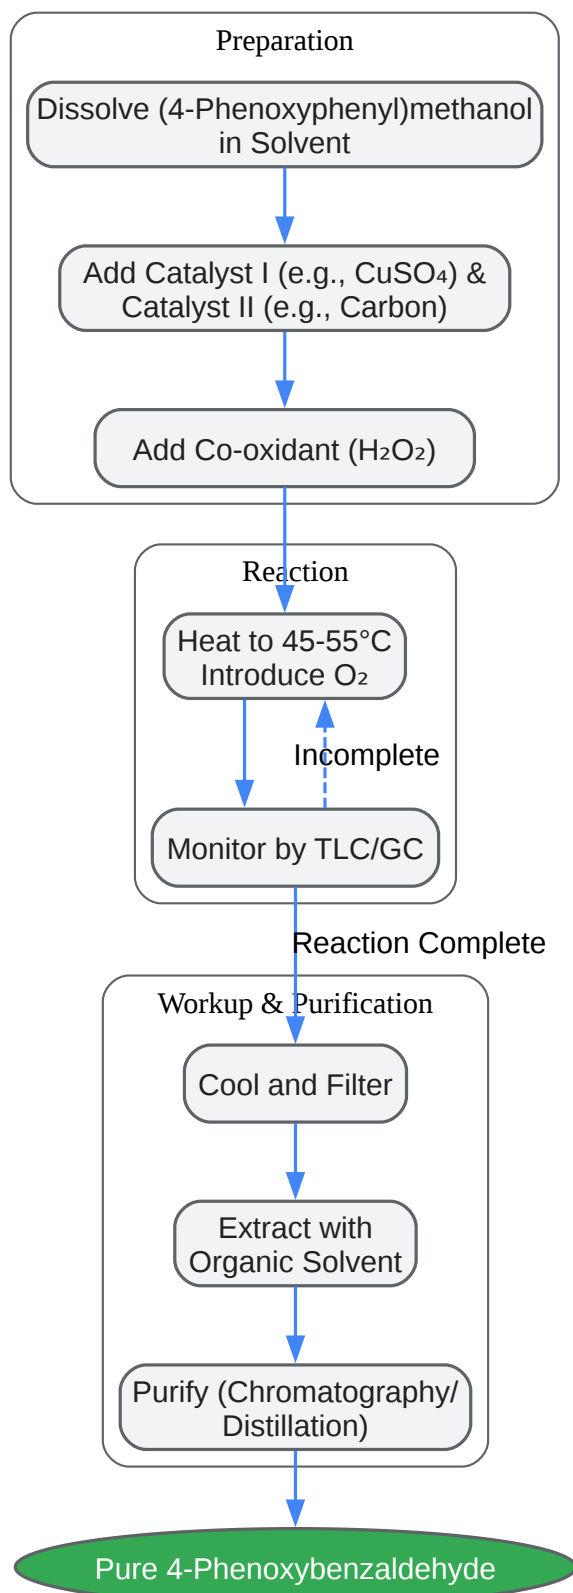 Preparation
Dissolve (4-Phenoxyphenyl)methanol
in Solvent
Add Catalyst I (e.g., CuSO₄) &
Catalyst II (e.g., Carbon)
Add Co-oxidant (H₂O₂)
Reaction
Heat to 45-55°C
Introduce O₂
Incomplete
Monitor by TLC/GC
Reaction Complete
Workup & Purification
Cool and Filter
Extract with
Organic Solvent
Purify (Chromatography/
Distillation)
Pure 4-Phenoxybenzaldehyde